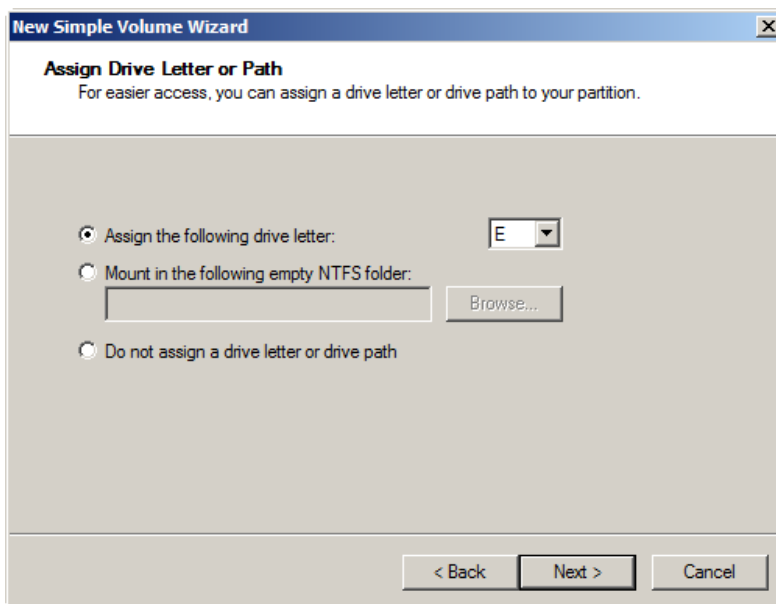 New Simple Volume Wizard
Assign Drive Letter or Path
For easier access, you can assign a drive letter or drive path to your partition.
Assign the following drive letter: E
Mount in the following empty NTFS folder:
Browse...
Do not assign a drive letter or drive path
< Back Next > Cancel